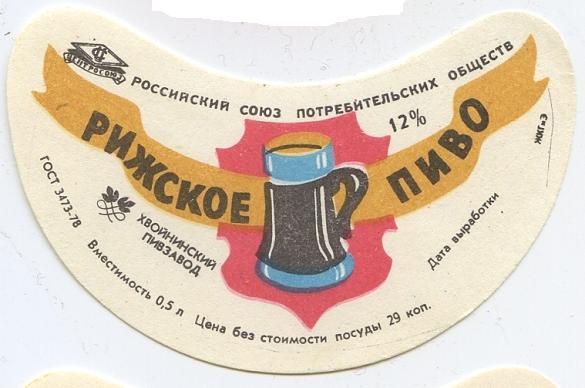 ЦЕНТРОСОЮЗ
РОССИЙСКИЙ СОЮЗ ПОТРЕБИТЕЛЬСКИХ ОБЩЕСТВ
12%
РИЖСКОЕ ПИВО
ГОСТ 3473-78
ХВОЙНИНСКИЙ
ПИВЗАВОД
Вместимость 0,5 л Цена без стоимости посуды 29 коп.
Дата выработки